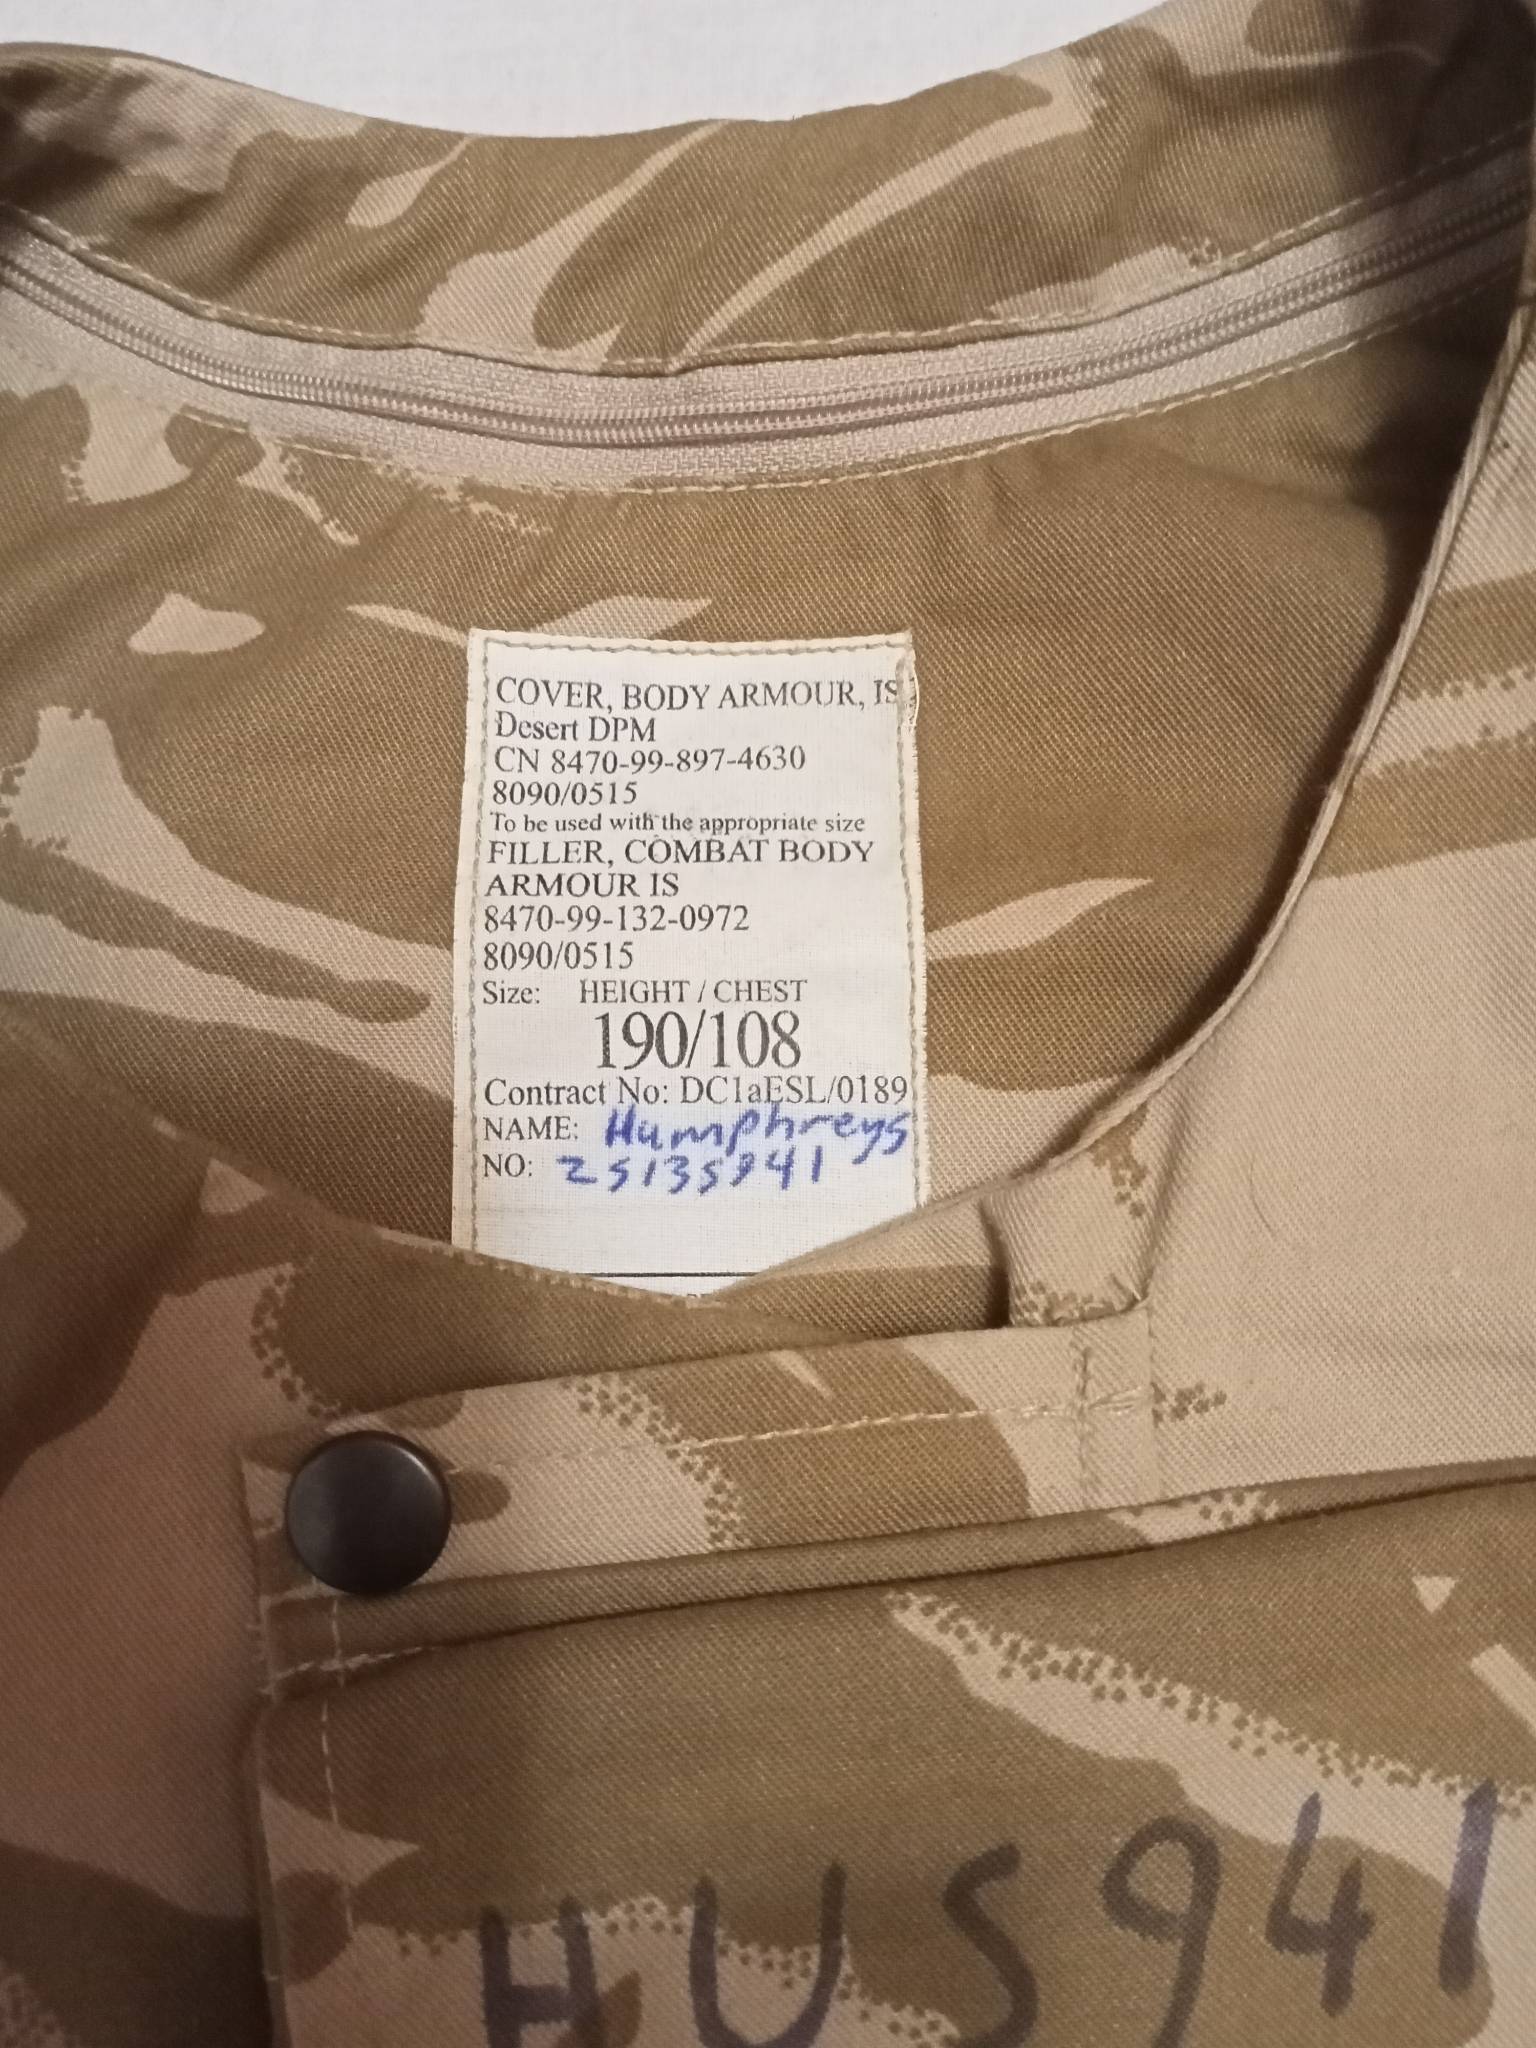 COVER, BODY ARMOUR, IS
Desert DPM
CN 8470-99-897-4630
8090/0515
To be used with the appropriate size
FILLER, COMBAT BODY
ARMOUR IS
8470-99-132-0972
8090/0515
Size: HEIGHT / CHEST
190/108
Contract No: DC1aESL/0189
NAME: Humphreys
NO: 25135941
HU5941